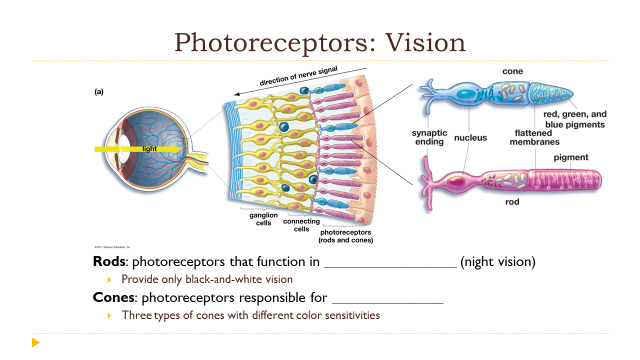 Photoreceptors: Vision
(a)
direction of nerve signal
cone
light
red, green, and
blue pigments
synaptic
ending
nucleus
flattened
membranes
pigment
rod
ganglion
cells
connecting
cells
photoreceptors
(rods and cones)
Rods: photoreceptors that function in _________________ (night vision)
Provide only black-and-white vision
Cones: photoreceptors responsible for ______________
Three types of cones with different color sensitivities